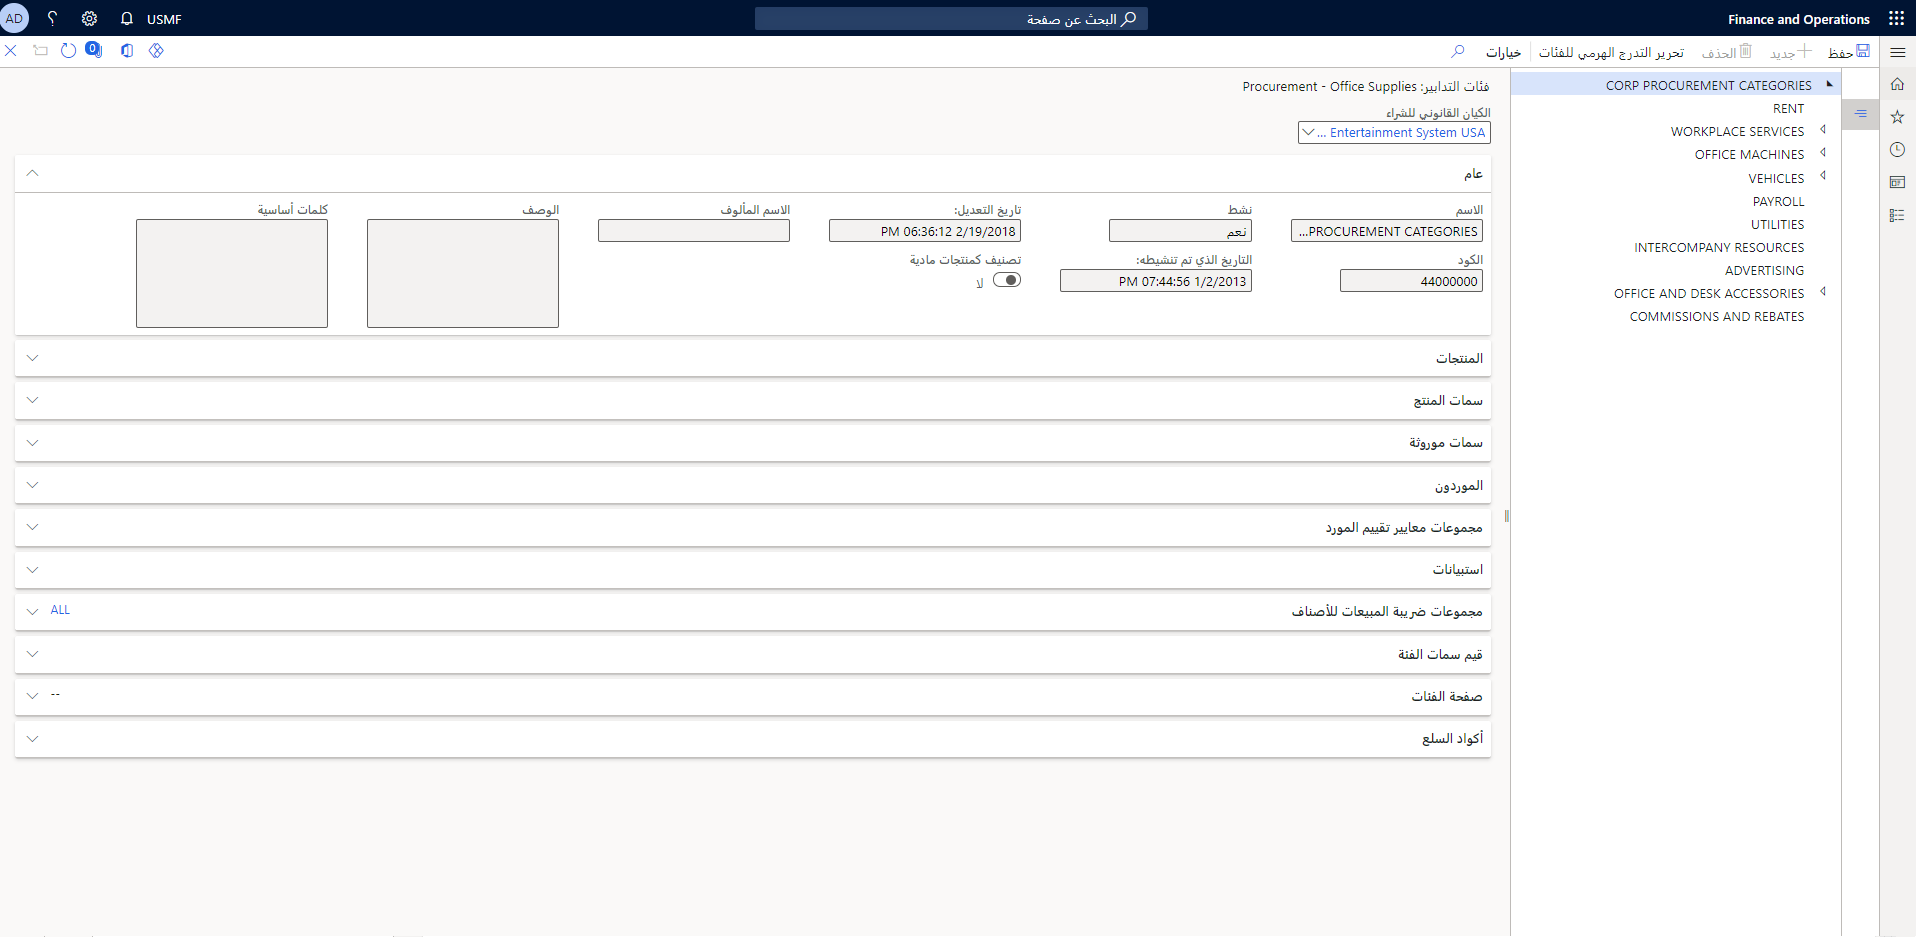 Finance and Operations
البحث عن صفحة
USMF
؟
AD
حفظ
جديد
الحذف
تحرير التدرج الهرمي للفئات
خيارات
0
CORP PROCUREMENT CATEGORIES
RENT
WORKPLACE SERVICES
OFFICE MACHINES
VEHICLES
PAYROLL
UTILITIES
INTERCOMPANY RESOURCES
ADVERTISING
OFFICE AND DESK ACCESSORIES
COMMISSIONS AND REBATES
فئات التدابير: Procurement - Office Supplies
الكيان القانوني للشراء
Entertainment System USA ...
عام
الاسم
PROCUREMENT CATEGORIES...
الكود
44000000
نشط
نعم
التاريخ الذي تم تنشيطه:
1/2/2013 07:44:56 PM
تاريخ التعديل:
2/19/2018 06:36:12 PM
تصنيف كمنتجات مادية
لا
الاسم المألوف
الوصف
كلمات أساسية
المنتجات
سمات المنتج
سمات موروثة
الموردون
مجموعات معايير تقييم المورد
استبيانات
مجموعات ضريبة المبيعات للأصناف
ALL
قيم سمات الفئة
صفحة الفئات
--
أكواد السلع